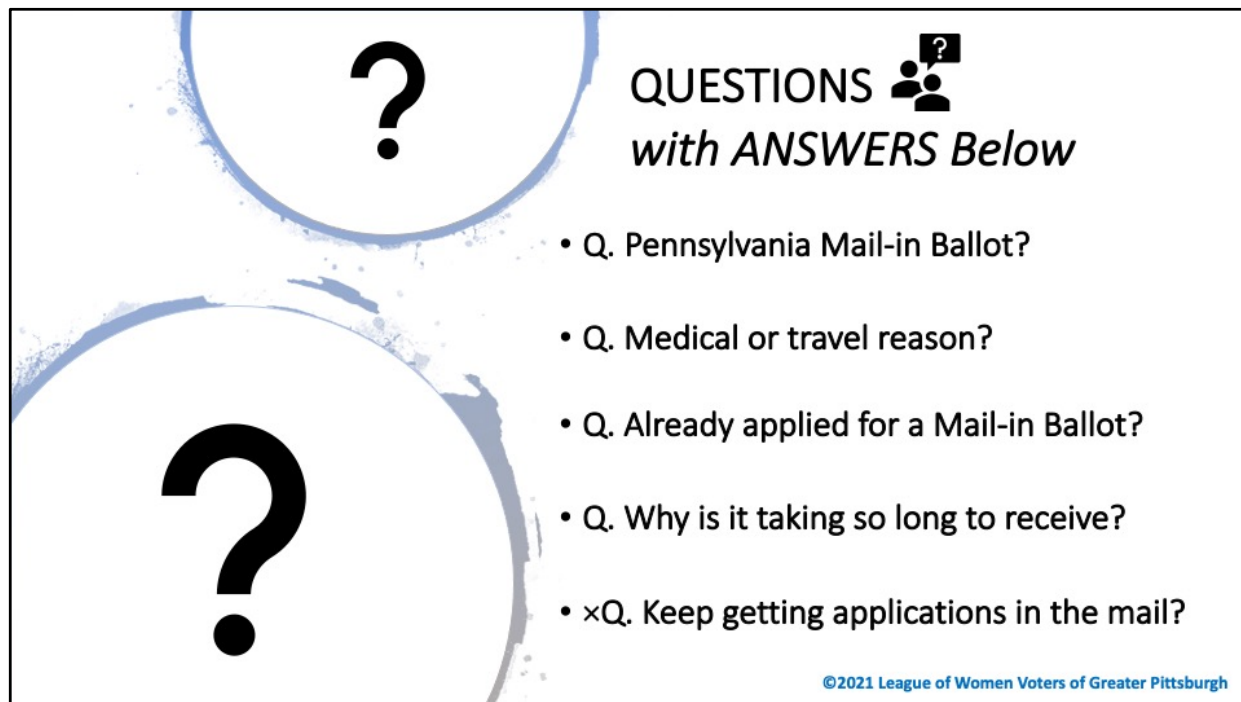 ?
QUESTIONS ?
with ANSWERS Below
• Q. Pennsylvania Mail-in Ballot?
• Q. Medical or travel reason?
• Q. Already applied for a Mail-in Ballot?
?
• Q. Why is it taking so long to receive?
• ×Q. Keep getting applications in the mail?
©2021 League of Women Voters of Greater Pittsburgh